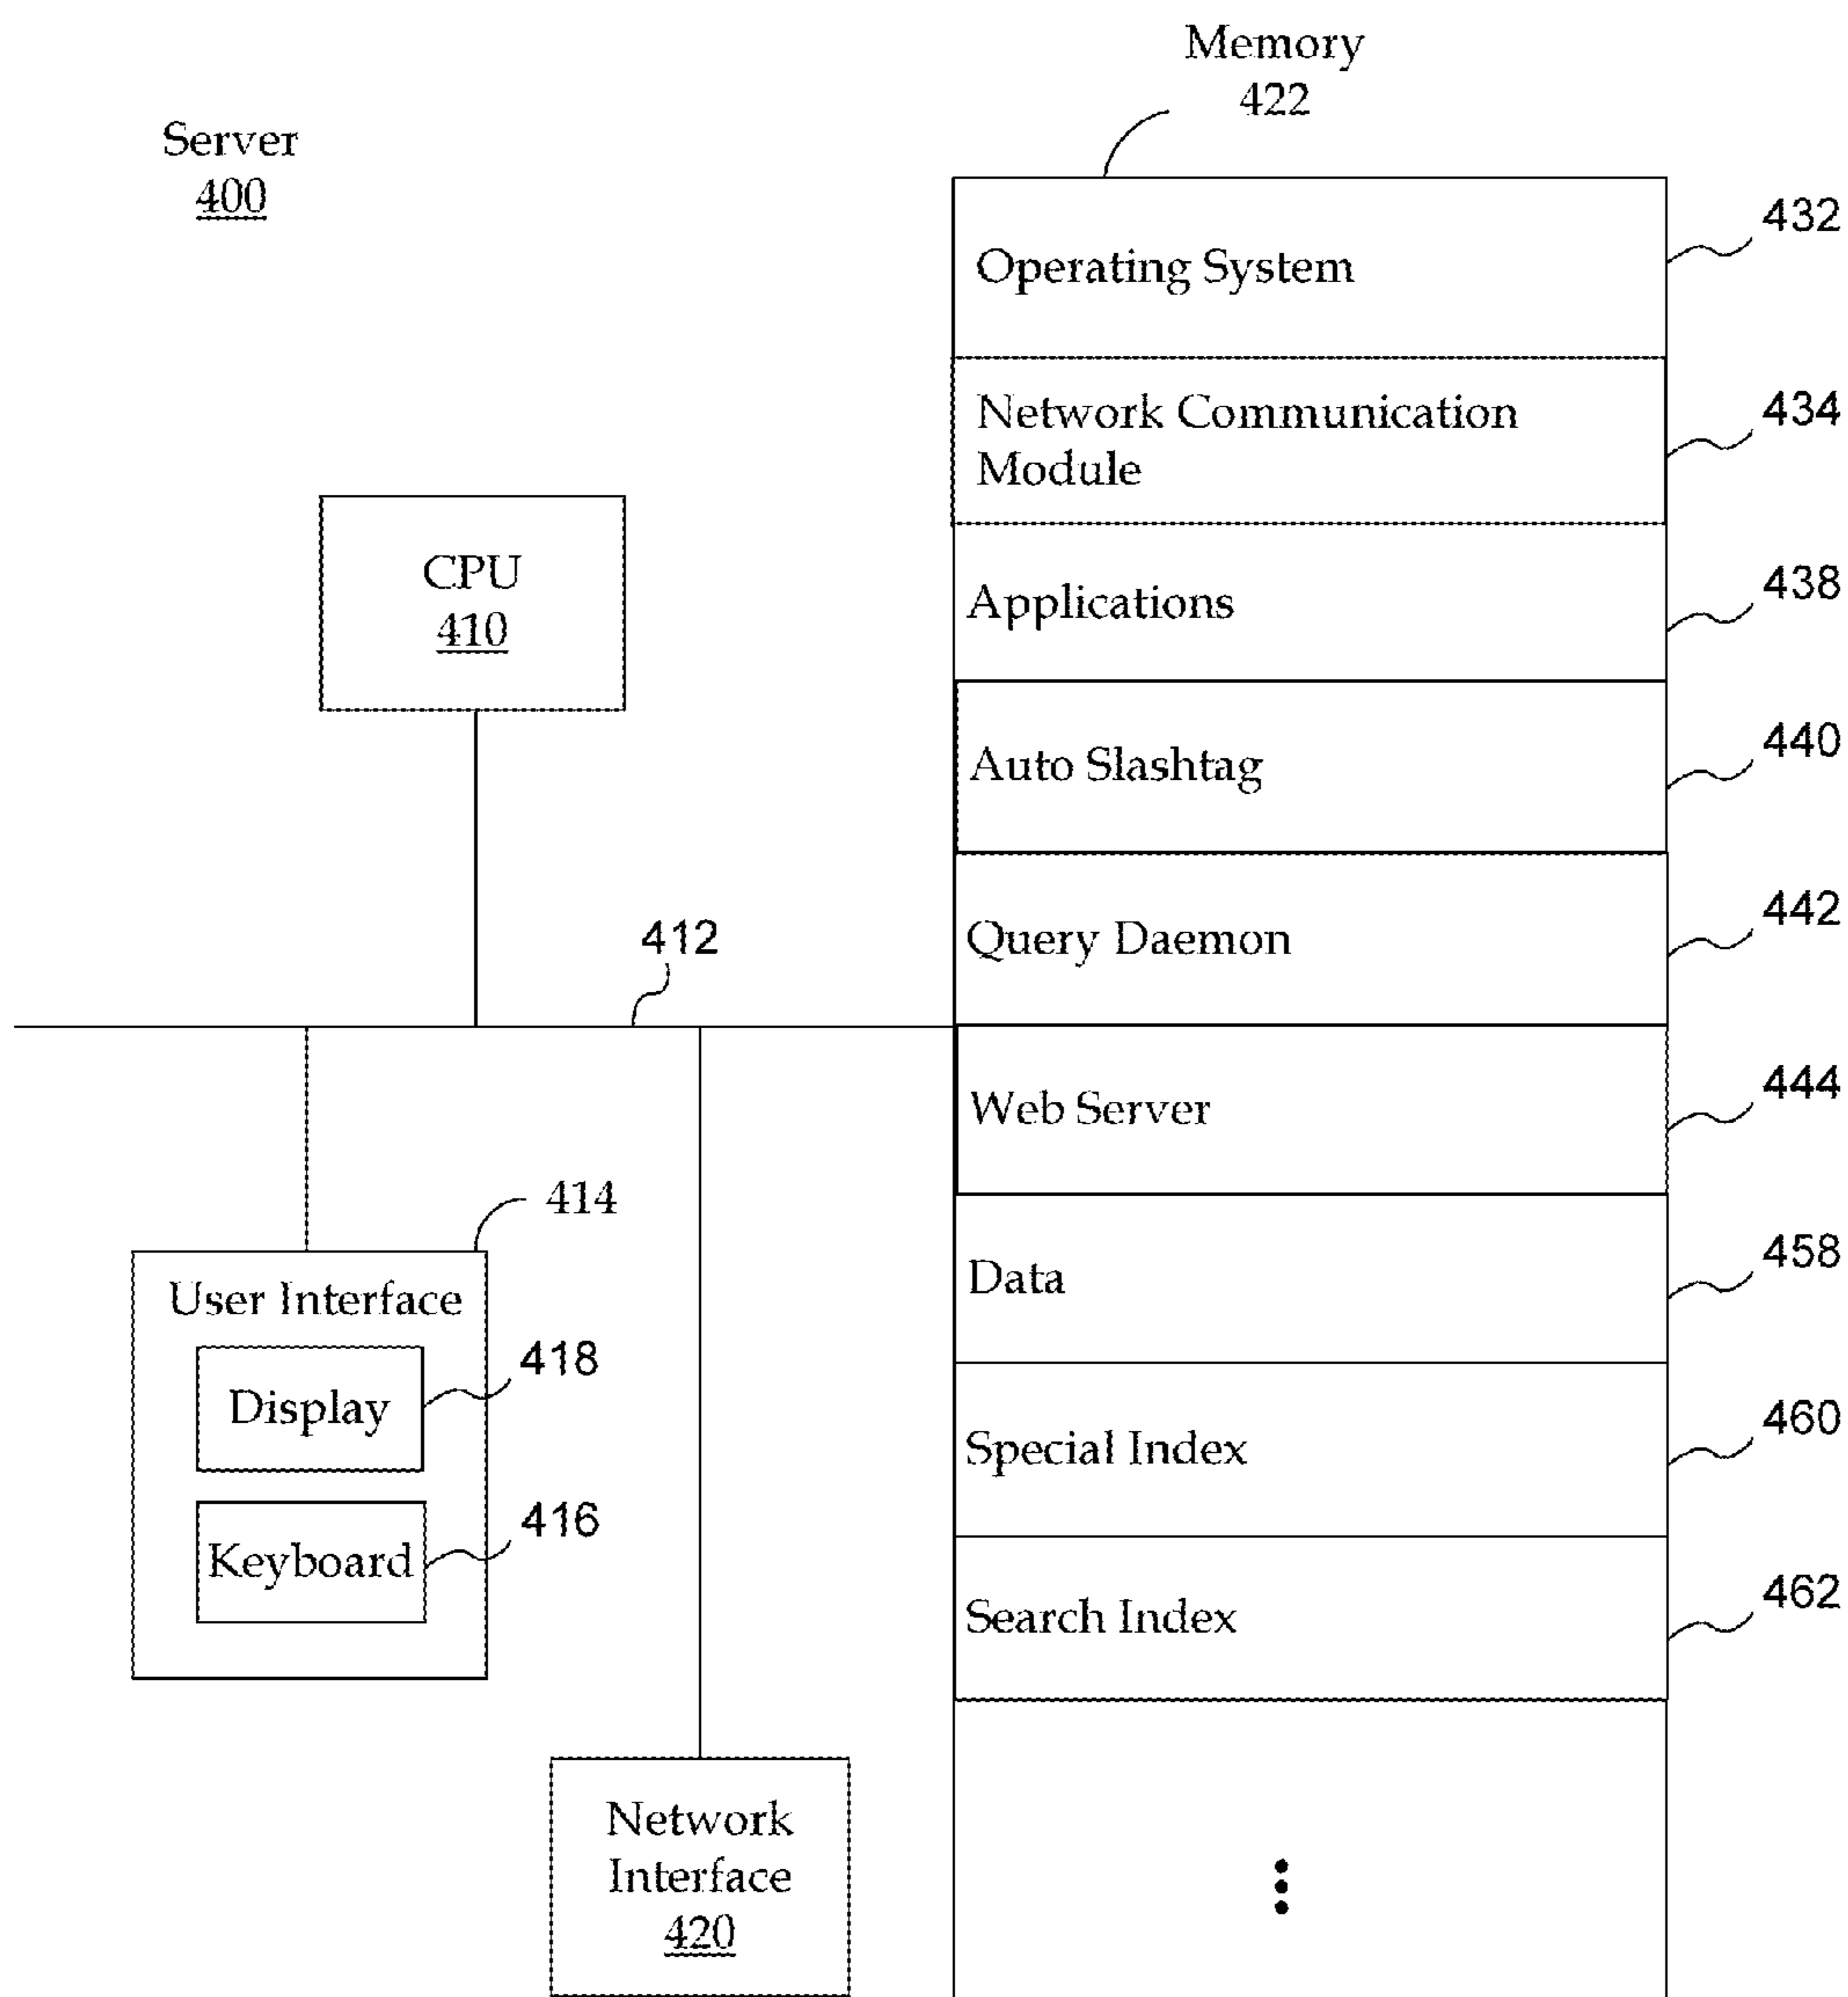 Memory
422
Server
400
Operating System
432
Network Communication
Module
434
CPU
410
Applications
438
Auto Slashtag
440
Query Daemon
442
412
Web Server
444
414
User Interface
Data
458
Display
418
Special Index
460
Keyboard
416
Search Index
462
Network
Interface
420